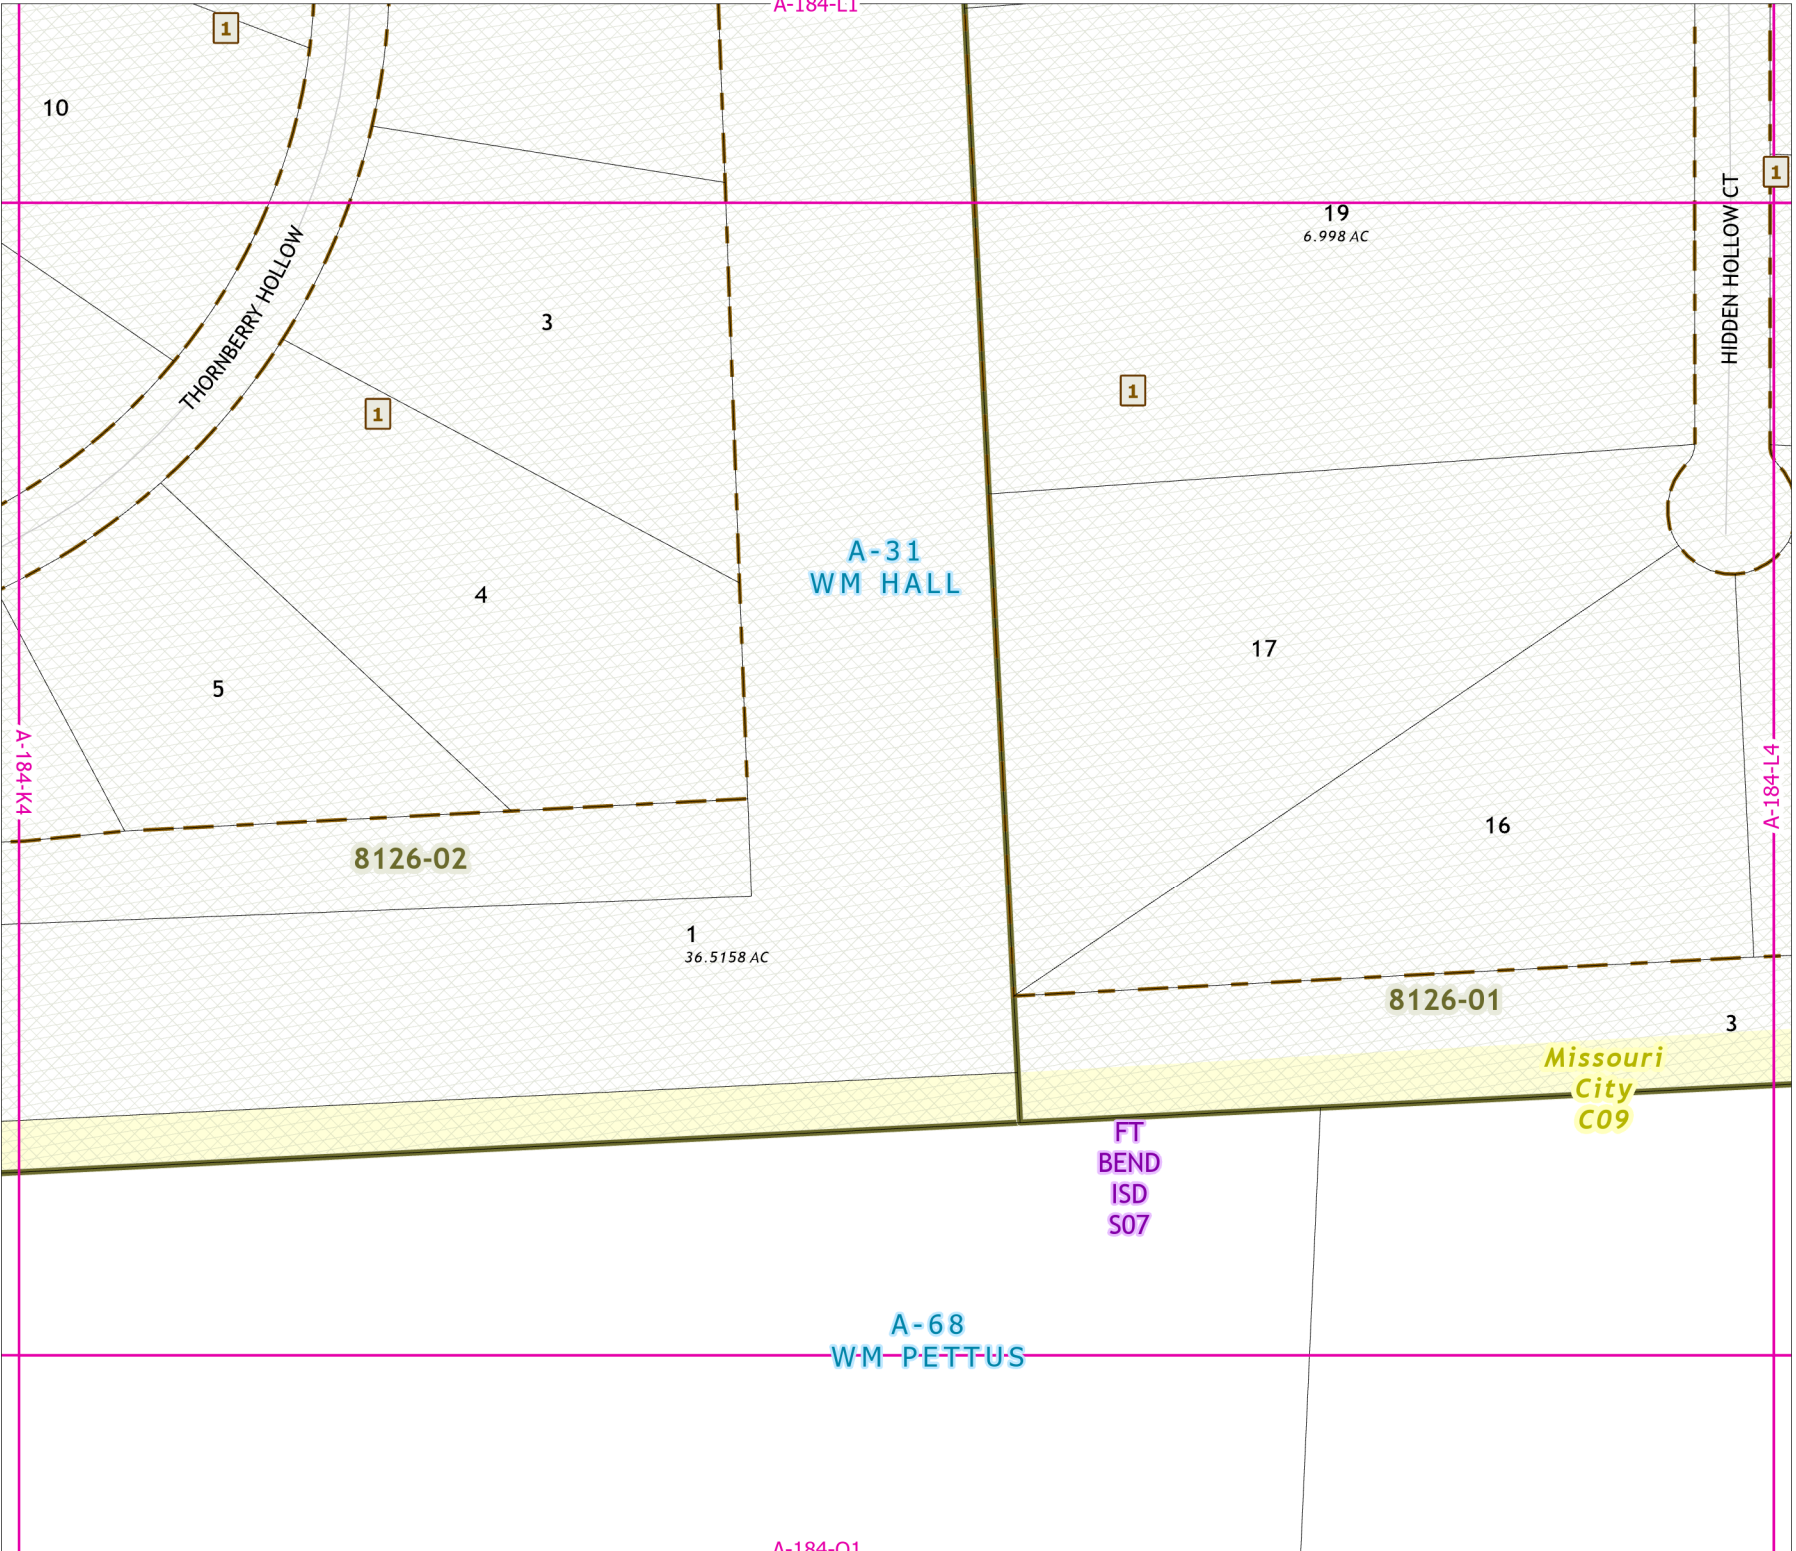 A-184-L1
1
10
1
19
6.998 AC
HIDDEN HOLLOW CT
THORNBERRY HOLLOW
3
1
1
A-31
WM HALL
4
17
5
A-184-K4
A-184-L4
16
8126-02
1
36.5158 AC
8126-01
3
Missouri
City
C09
FT
BEND
ISD
S07
A-68
WM PETTUS
A-184-Q1